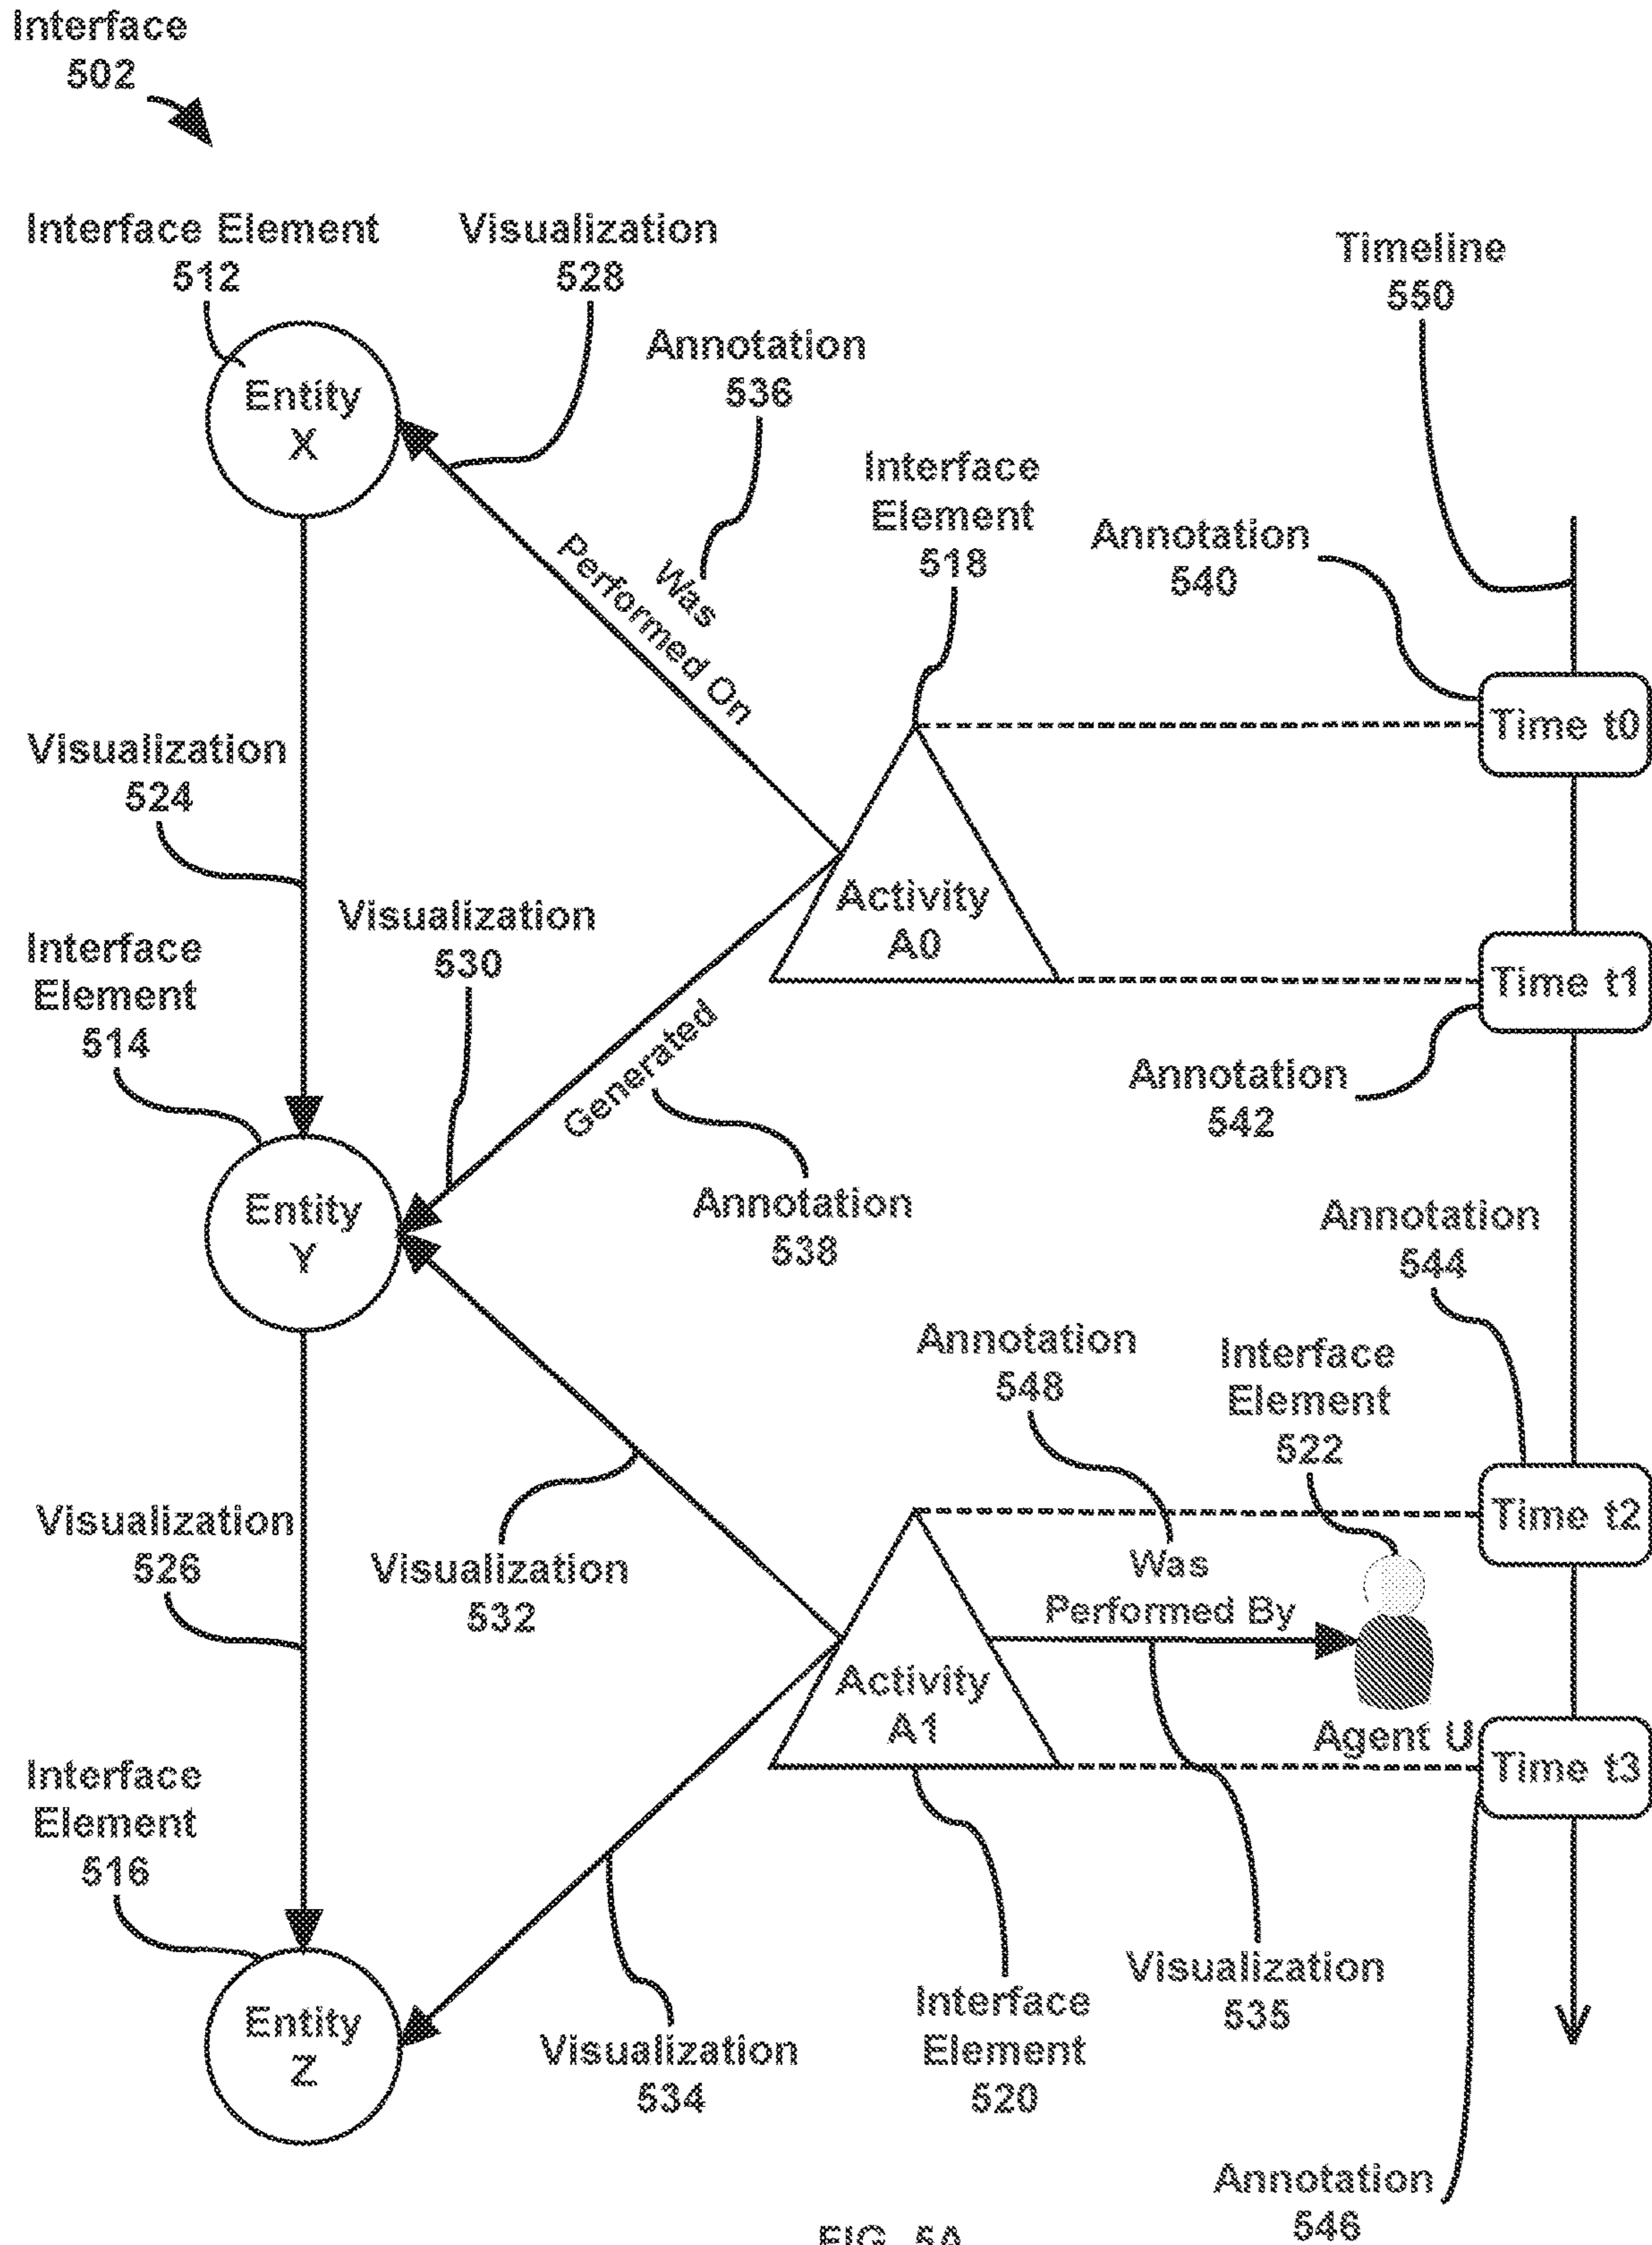 Interface
502
Interface Element
512
Visualization
528
Timeline
550
Annotation
536
Entity
X
Interface
Element
518
Annotation
540
Was
Performed On
Time t0
Visualization
524
Activity
A0
Visualization
530
Interface
Element
514
Time t1
Generated
Annotation
542
Annotation
538
Entity
Y
Annotation
544
Annotation
548
Interface
Element
522
Visualization
526
Visualization
532
Time t2
Was
Performed By
Activity
A1
Agent U
Time t3
Interface
Element
516
Visualization
535
Interface
Element
520
Entity
Z
Visualization
534
Annotation
546
FIG. 5A